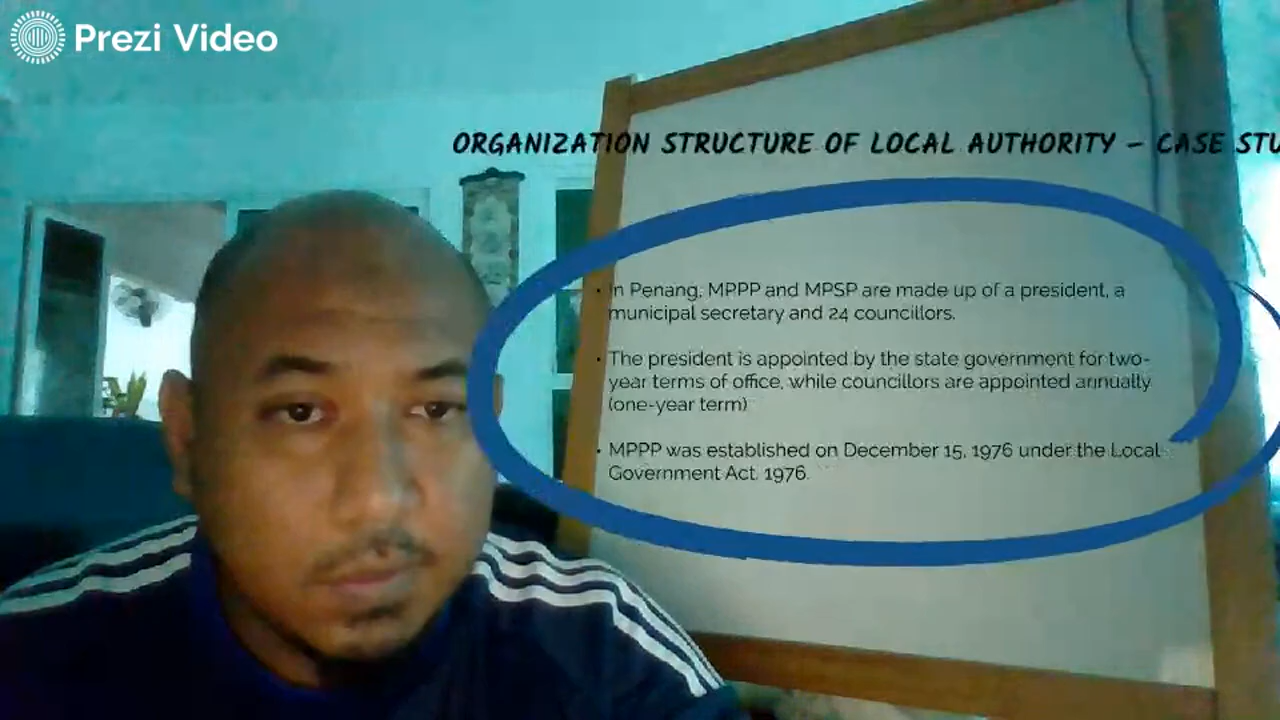 Prezi Video
ORGANIZATION STRUCTURE OF LOCAL AUTHORITY – CASE STU
• In Penang, MPPP and MPSP are made up of a president, a
municipal secretary and 24 councillors.
• The president is appointed by the state government for two-
year terms of office, while councillors are appointed annually
(one-year term)
• MPPP was established on December 15, 1976 under the Local
Government Act, 1976.